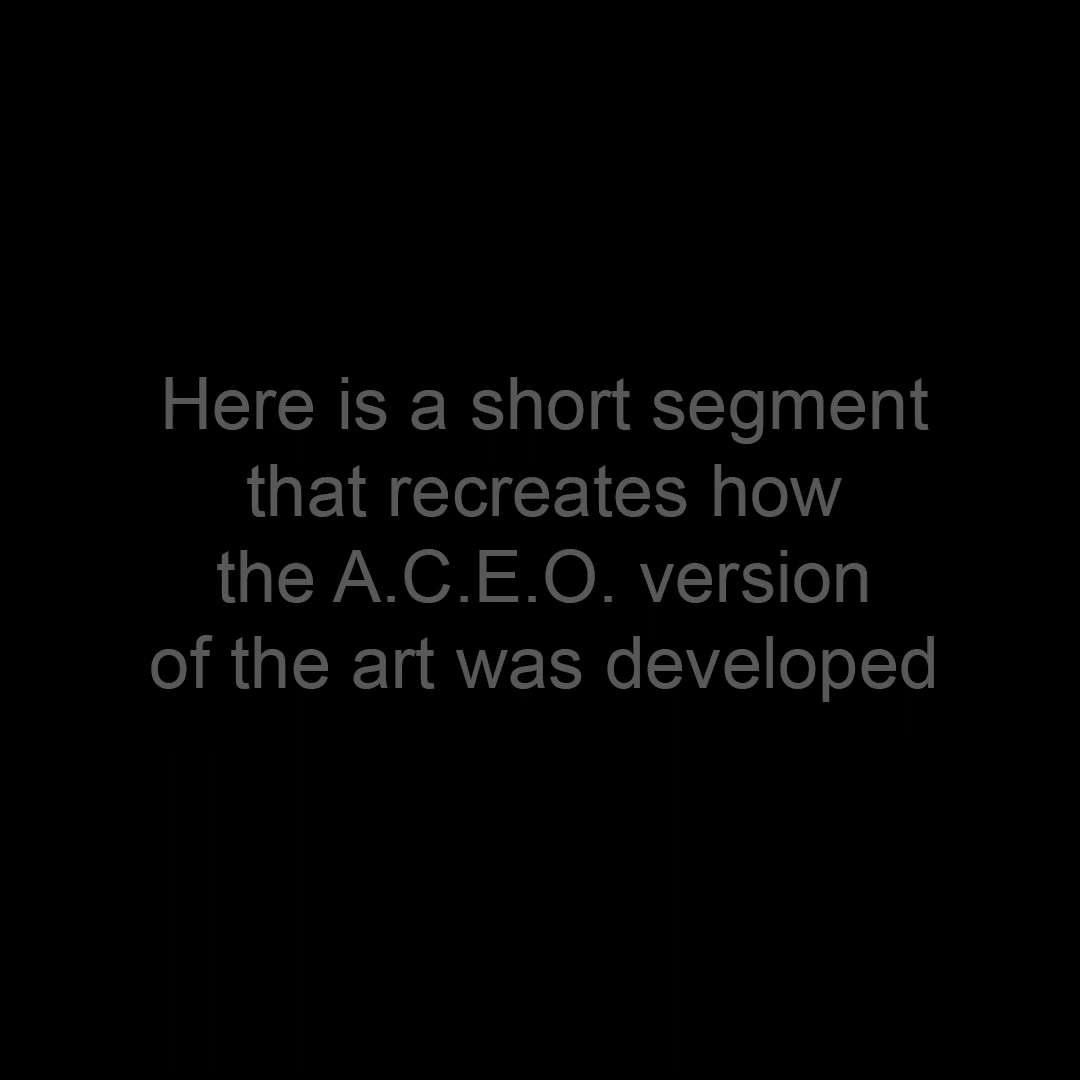 Here is a short segment
that recreates how
the A.C.E.O. version
of the art was developed